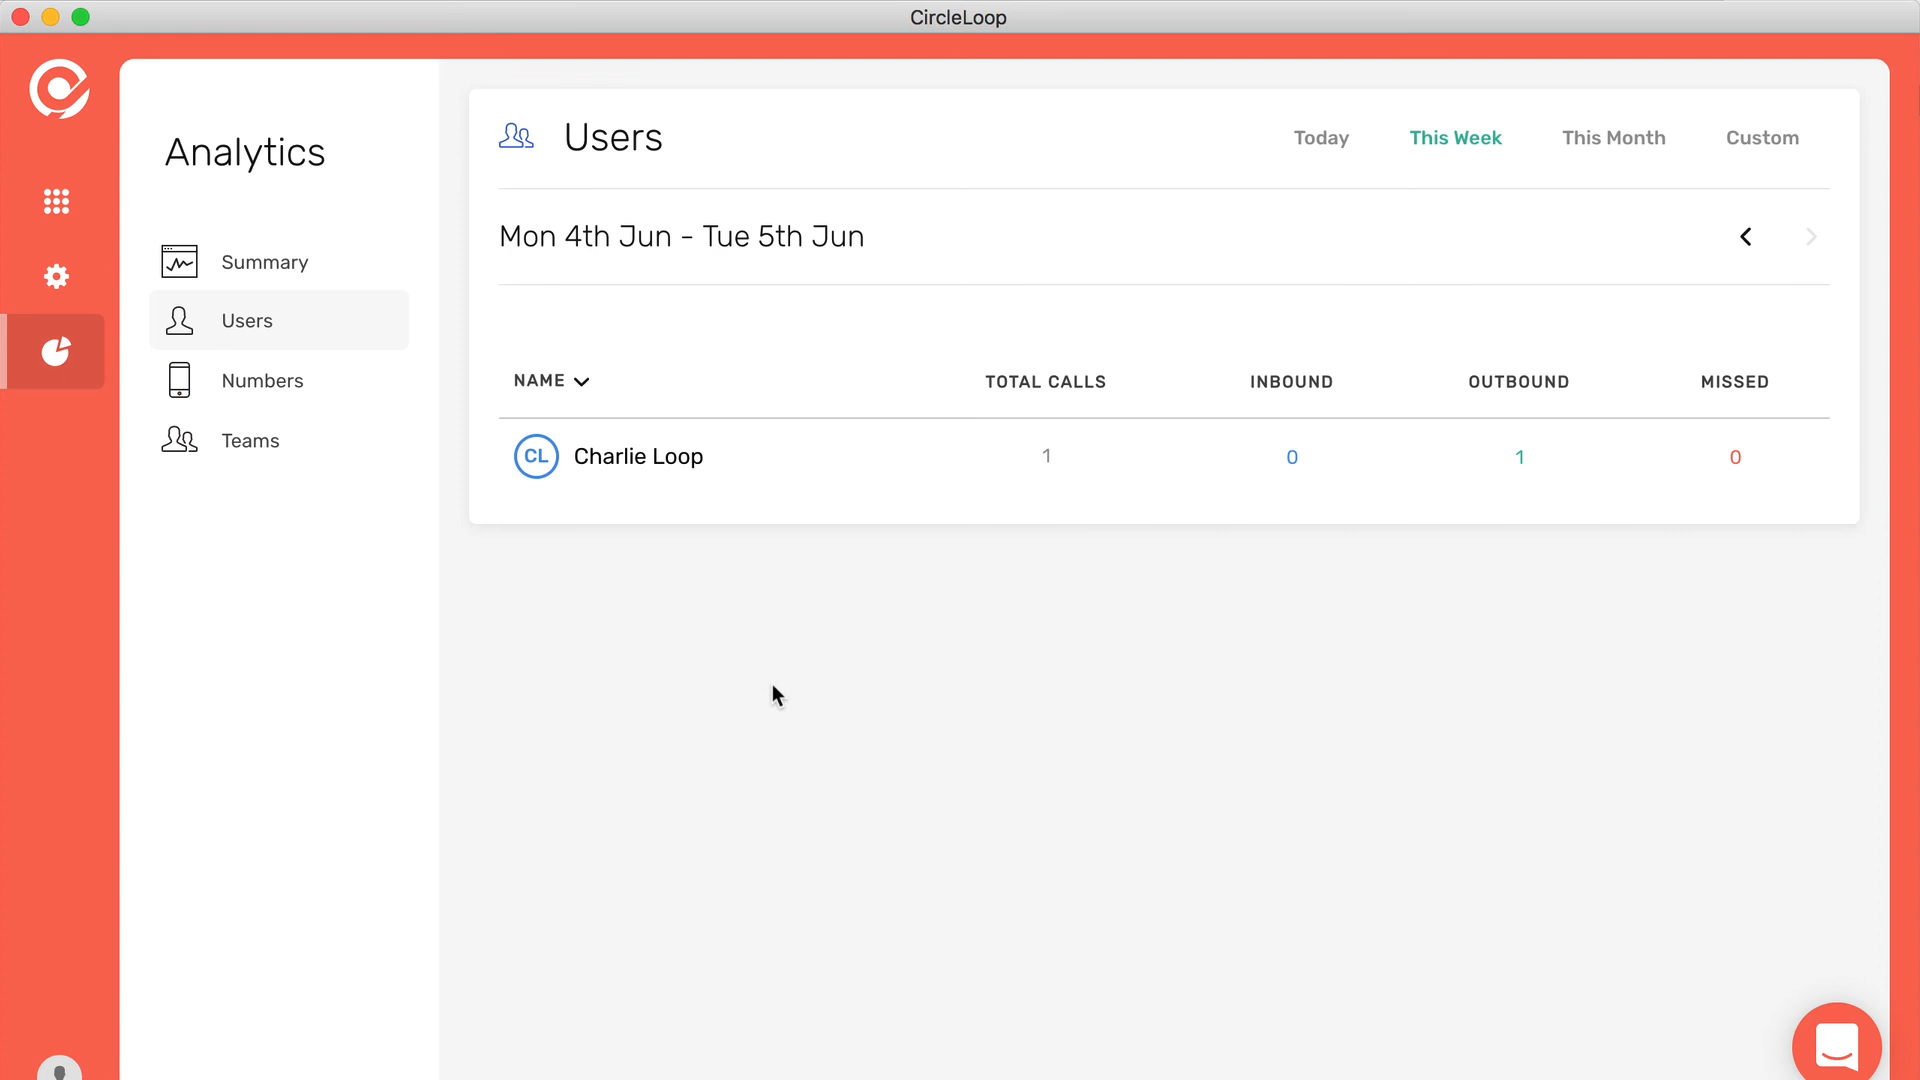 CircleLoop
Analytics
Summary
Users
Numbers
Teams
Users
Today This Week This Month Custom
Mon 4th Jun - Tue 5th Jun
NAME TOTAL CALLS INBOUND OUTBOUND MISSED
CL Charlie Loop 1 0 1 0